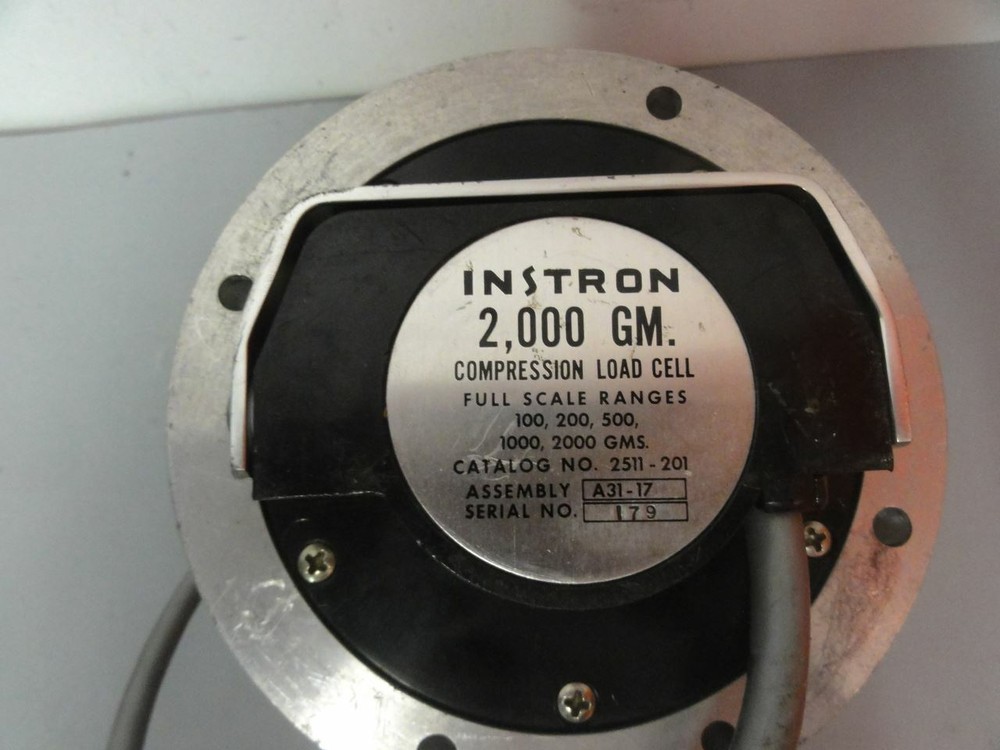 INSTRON
2,000 GM.
COMPRESSION LOAD CELL
FULL SCALE RANGES
100, 200, 500,
1000, 2000 GMS.
CATALOG NO. 2511-201
ASSEMBLY A31-17
SERIAL NO. 179